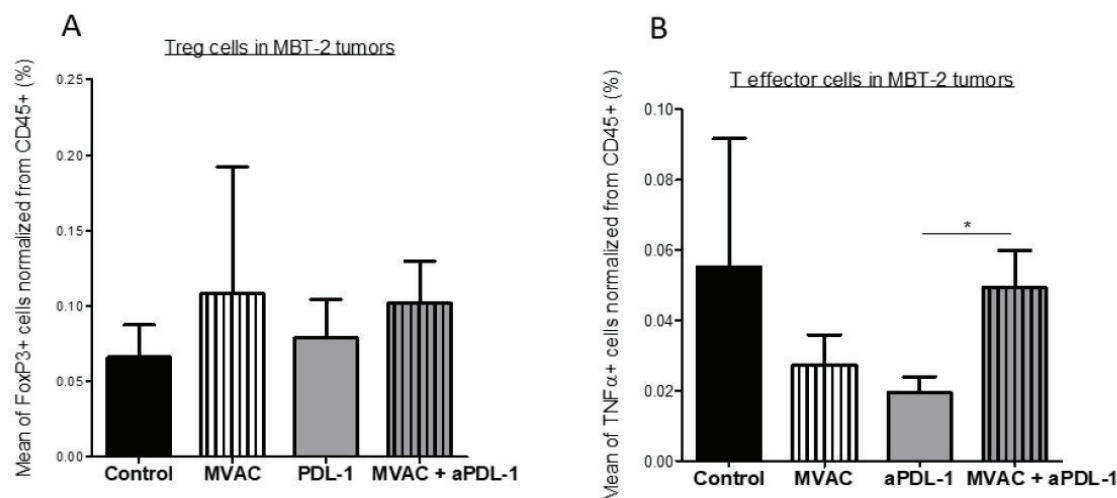 A
Treg cells in MBT-2 tumors
Mean of FoxP3+ cells normalized from CD45+ (%)
0.25
0.20
0.15
0.10
0.05
0.00
Control MVAC PDL-1 MVAC + aPDL-1
B
T effector cells in MBT-2 tumors
Mean of TNFα+ cells normalized from CD45+ (%)
0.10
0.08
0.06
0.04
0.02
0.00
*
Control MVAC aPDL-1 MVAC + aPDL-1